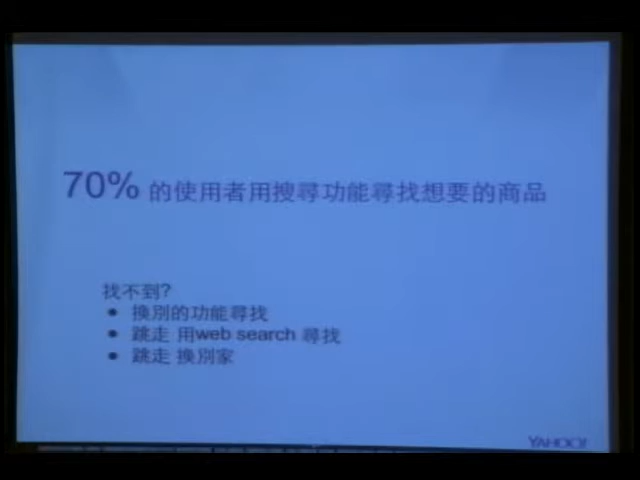 70% 的使用者用搜尋功能尋找想要的商品
找不到?
• 換別的功能尋找
• 跳走 用web search 尋找
• 跳走 換別家
YAHOO!